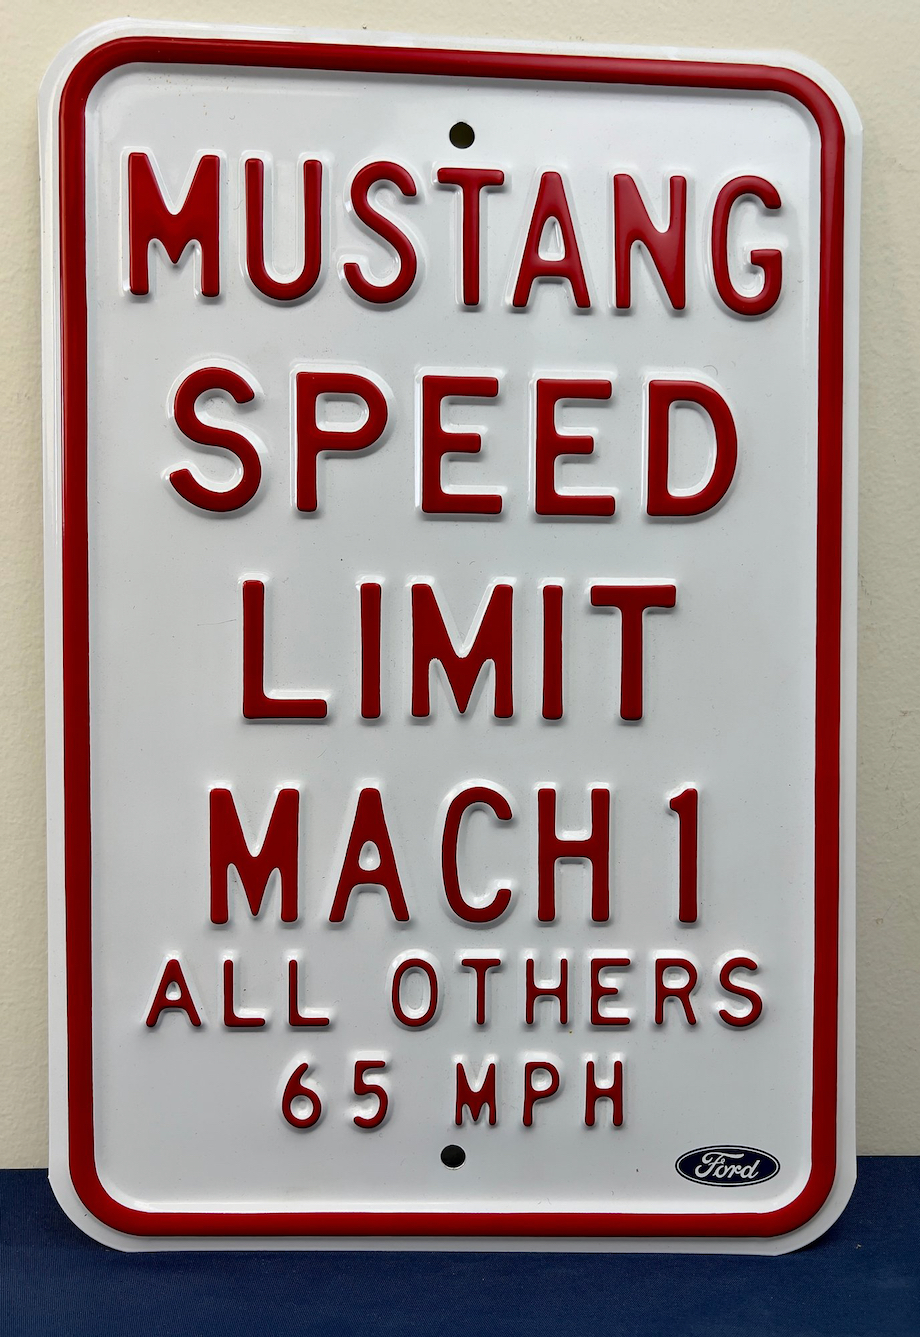 MUSTANG
SPEED
LIMIT
MACH 1
ALL OTHERS
65 MPH
Ford